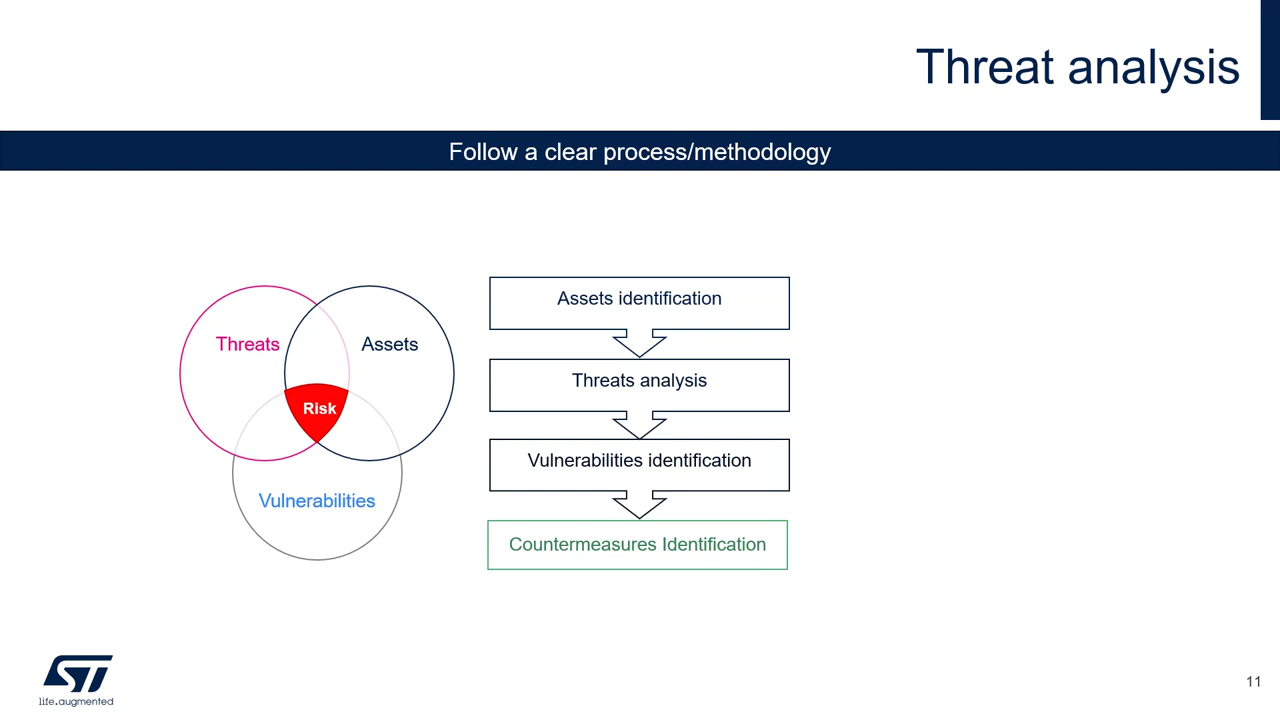 Threat analysis
Follow a clear process/methodology
Threats
Assets
Risk
Vulnerabilities
Assets identification
Threats analysis
Vulnerabilities identification
Countermeasures Identification
ST
life.augmented
11